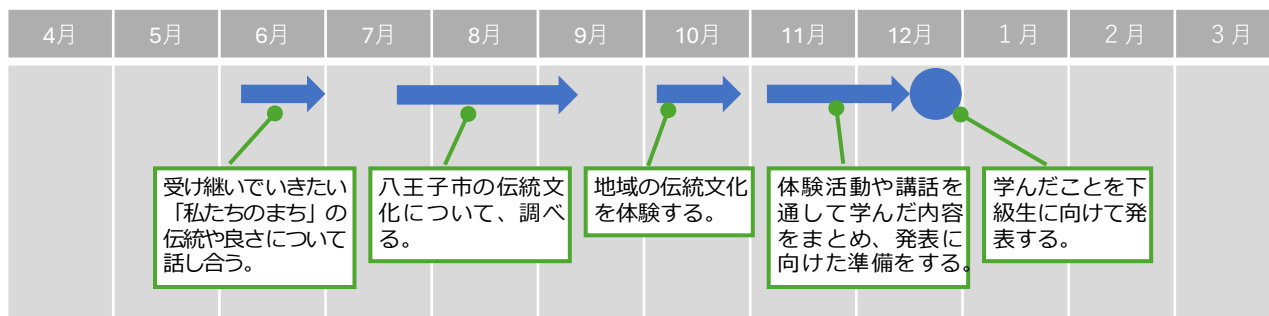 4月 5月 6月 7月 8月 9月 10月 11月 12月 1月 2月 3月
受け継いでいきたい
「私たちのまち」の
伝統や良さについて
話し合う。
八王子市の伝統文
化について、調べ
る。
地域の伝統文化
を体験する。
体験活動や講話を
通して学んだ内容
をまとめ、発表に
向けた準備をする。
学んだことを下
級生に向けて発
表する。